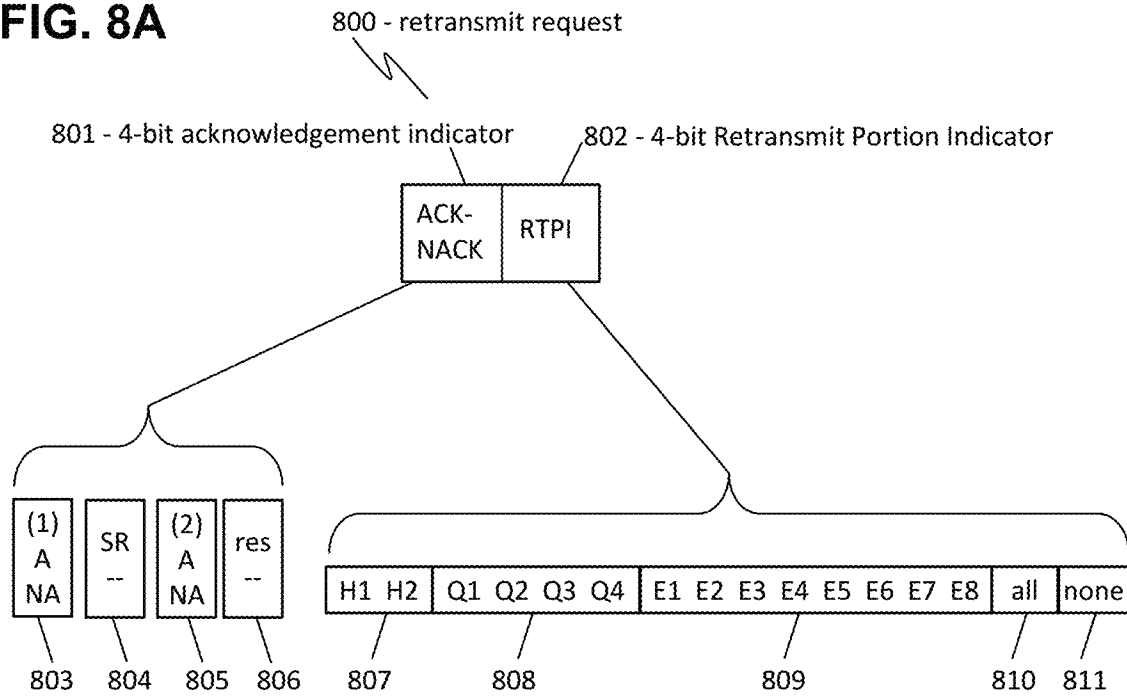 FIG. 8A
800 - retransmit request
801 - 4-bit acknowledgement indicator
802 - 4-bit Retransmit Portion Indicator
ACK-
NACK
RTPI
(1)
A
NA
SR
--
(2)
A
NA
res
--
H1 H2 Q1 Q2 Q3 Q4 E1 E2 E3 E4 E5 E6 E7 E8 all none
803 804 805 806 807 808 809 810 811